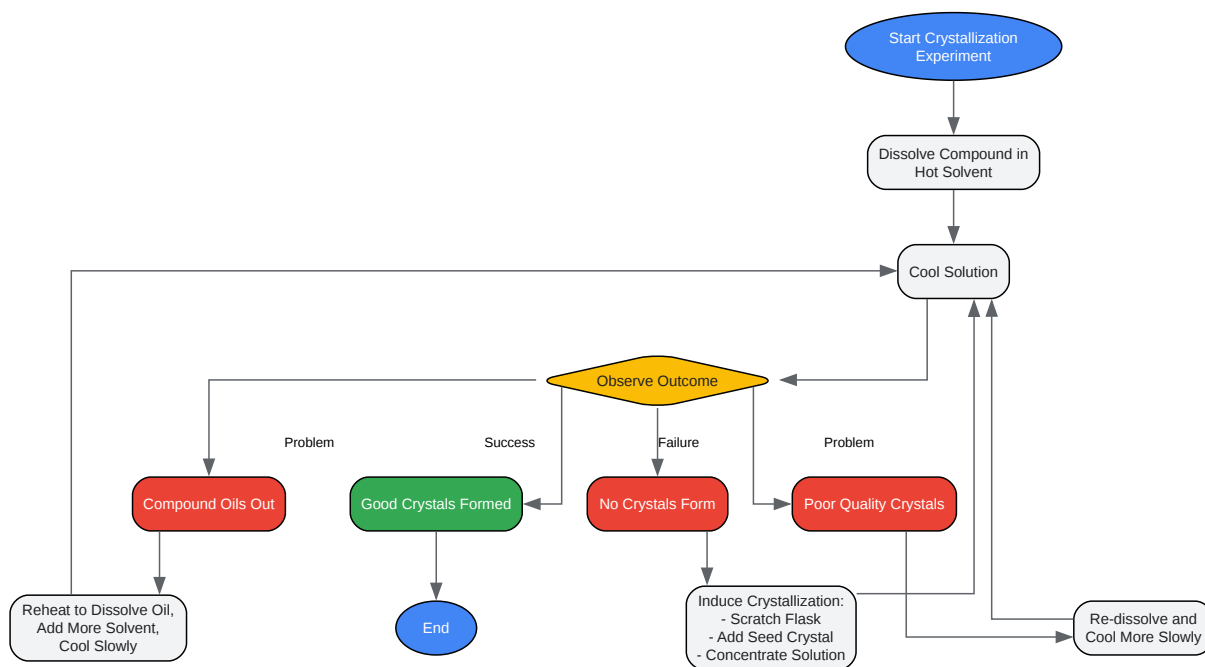 Start Crystallization
Experiment
Dissolve Compound in
Hot Solvent
Cool Solution
Observe Outcome
Problem
Success
Failure
Problem
Compound Oils Out
Good Crystals Formed
No Crystals Form
Poor Quality Crystals
Reheat to Dissolve Oil,
Add More Solvent,
Cool Slowly
End
Induce Crystallization:
- Scratch Flask
- Add Seed Crystal
- Concentrate Solution
Re-dissolve and
Cool More Slowly